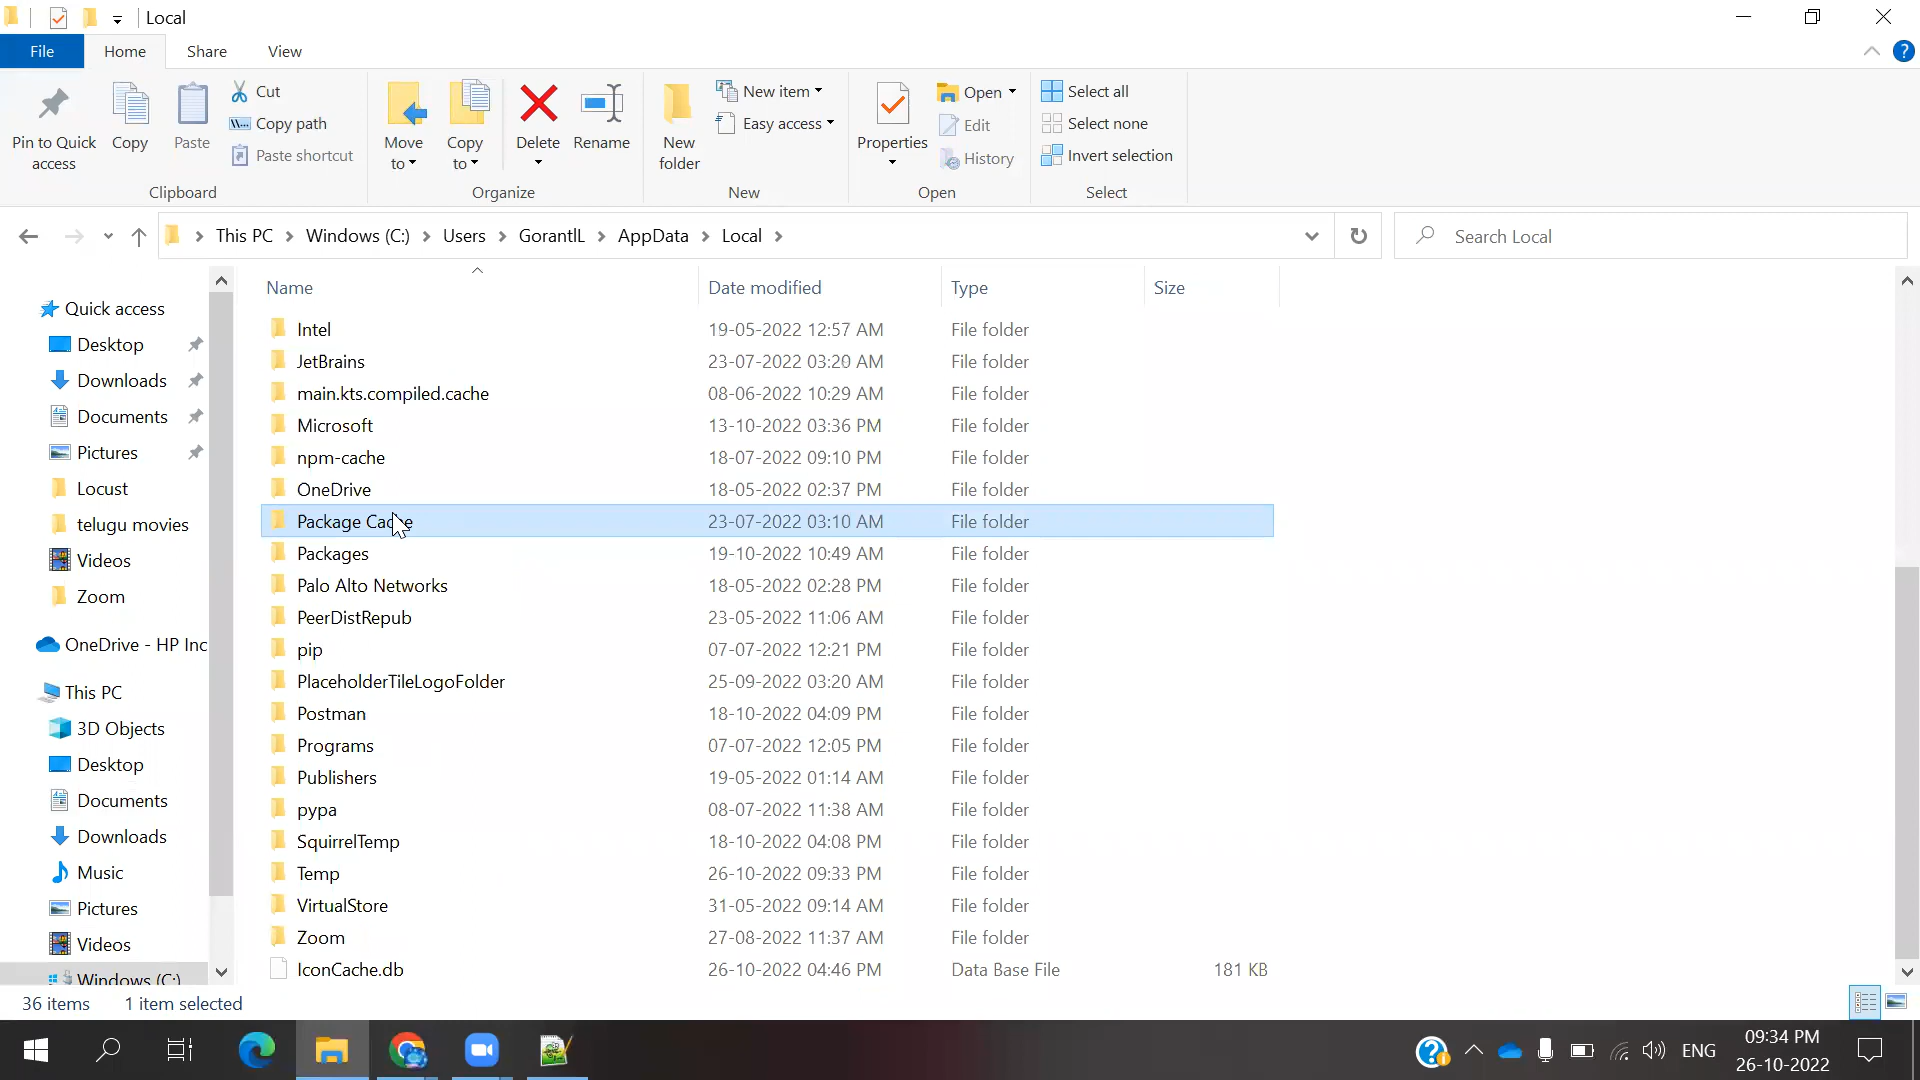 Local
File Home Share View
Pin to Quick access
Copy
Paste
Cut
Copy path
Paste shortcut
Clipboard
Move to
Copy to
Delete
Rename
Organize
New folder
New item
Easy access
New
Properties
Open
Edit
History
Open
Select all
Select none
Invert selection
Select
This PC Windows (C:) Users GorantlL AppData Local
Search Local
Quick access
Desktop
Downloads
Documents
Pictures
Locust
telugu movies
Videos
Zoom
OneDrive - HP Inc
This PC
3D Objects
Desktop
Documents
Downloads
Music
Pictures
Videos
Windows (C:)
Name Date modified Type Size
Intel 19-05-2022 12:57 AM File folder
JetBrains 23-07-2022 03:20 AM File folder
main.kts.compiled.cache 08-06-2022 10:29 AM File folder
Microsoft 13-10-2022 03:36 PM File folder
npm-cache 18-07-2022 09:10 PM File folder
OneDrive 18-05-2022 02:37 PM File folder
Package Cache 23-07-2022 03:10 AM File folder
Packages 19-10-2022 10:49 AM File folder
Palo Alto Networks 18-05-2022 02:28 PM File folder
PeerDistRepub 23-05-2022 11:06 AM File folder
pip 07-07-2022 12:21 PM File folder
PlaceholderTileLogoFolder 25-09-2022 03:20 AM File folder
Postman 18-10-2022 04:09 PM File folder
Programs 07-07-2022 12:05 PM File folder
Publishers 19-05-2022 01:14 AM File folder
pypa 08-07-2022 11:38 AM File folder
SquirrelTemp 18-10-2022 04:08 PM File folder
Temp 26-10-2022 09:33 PM File folder
VirtualStore 31-05-2022 09:14 AM File folder
Zoom 27-08-2022 11:37 AM File folder
IconCache.db 26-10-2022 04:46 PM Data Base File 181 KB
36 items 1 item selected
ENG
09:34 PM
26-10-2022